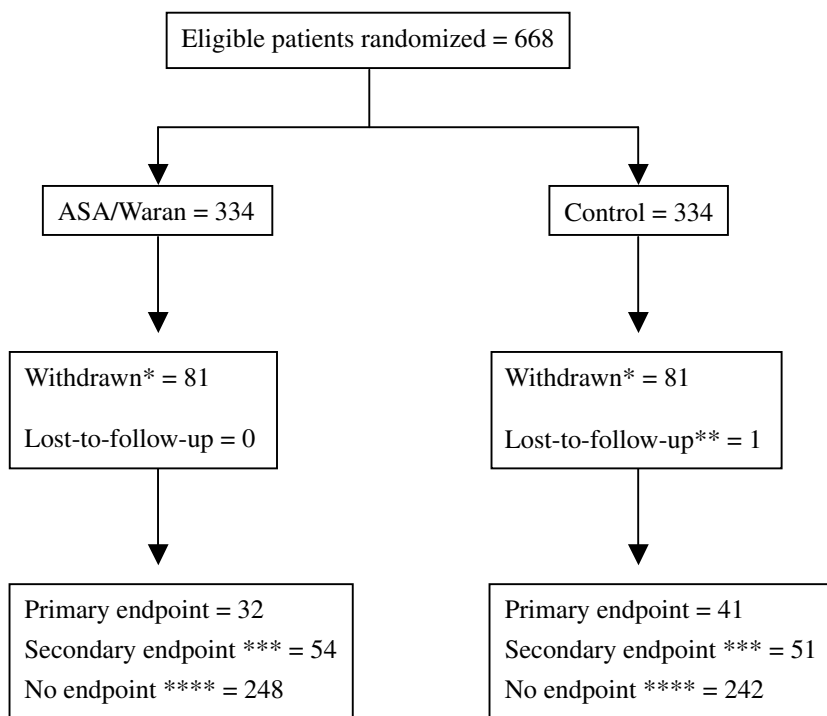 Eligible patients randomized = 668
ASA/Waran = 334
Control = 334
Withdrawn* = 81
Lost-to-follow-up = 0
Withdrawn* = 81
Lost-to-follow-up** = 1
Primary endpoint = 32
Secondary endpoint *** = 54
No endpoint **** = 248
Primary endpoint = 41
Secondary endpoint *** = 51
No endpoint **** = 242